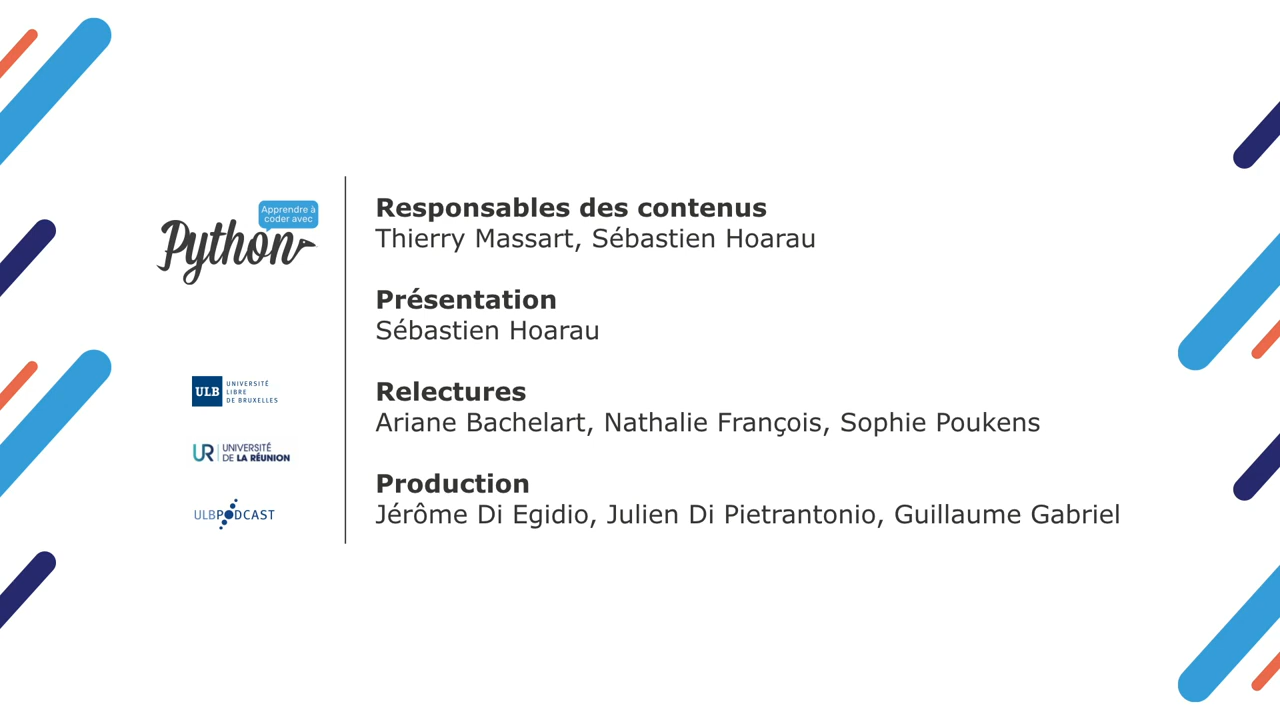 Apprendre à
coder avec
Python
ULB
UNIVERSITÉ
LIBRE
DE BRUXELLES
UR
UNIVERSITÉ
DE LA RÉUNION
ULBPODCAST
Responsables des contenus
Thierry Massart, Sébastien Hoarau
Présentation
Sébastien Hoarau
Relectures
Ariane Bachelart, Nathalie François, Sophie Poukens
Production
Jérôme Di Egidio, Julien Di Pietrantonio, Guillaume Gabriel